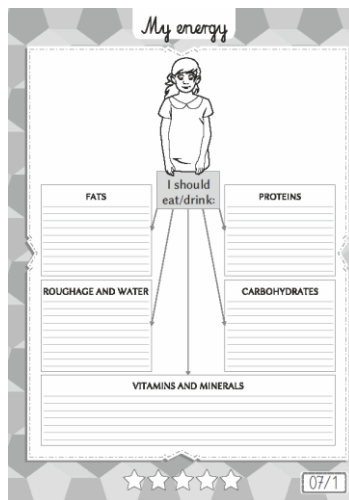 My energy
I should
eat/drink:
FATS
PROTEINS
ROUGHAGE AND WATER
CARBOHYDRATES
VITAMINS AND MINERALS
07/1